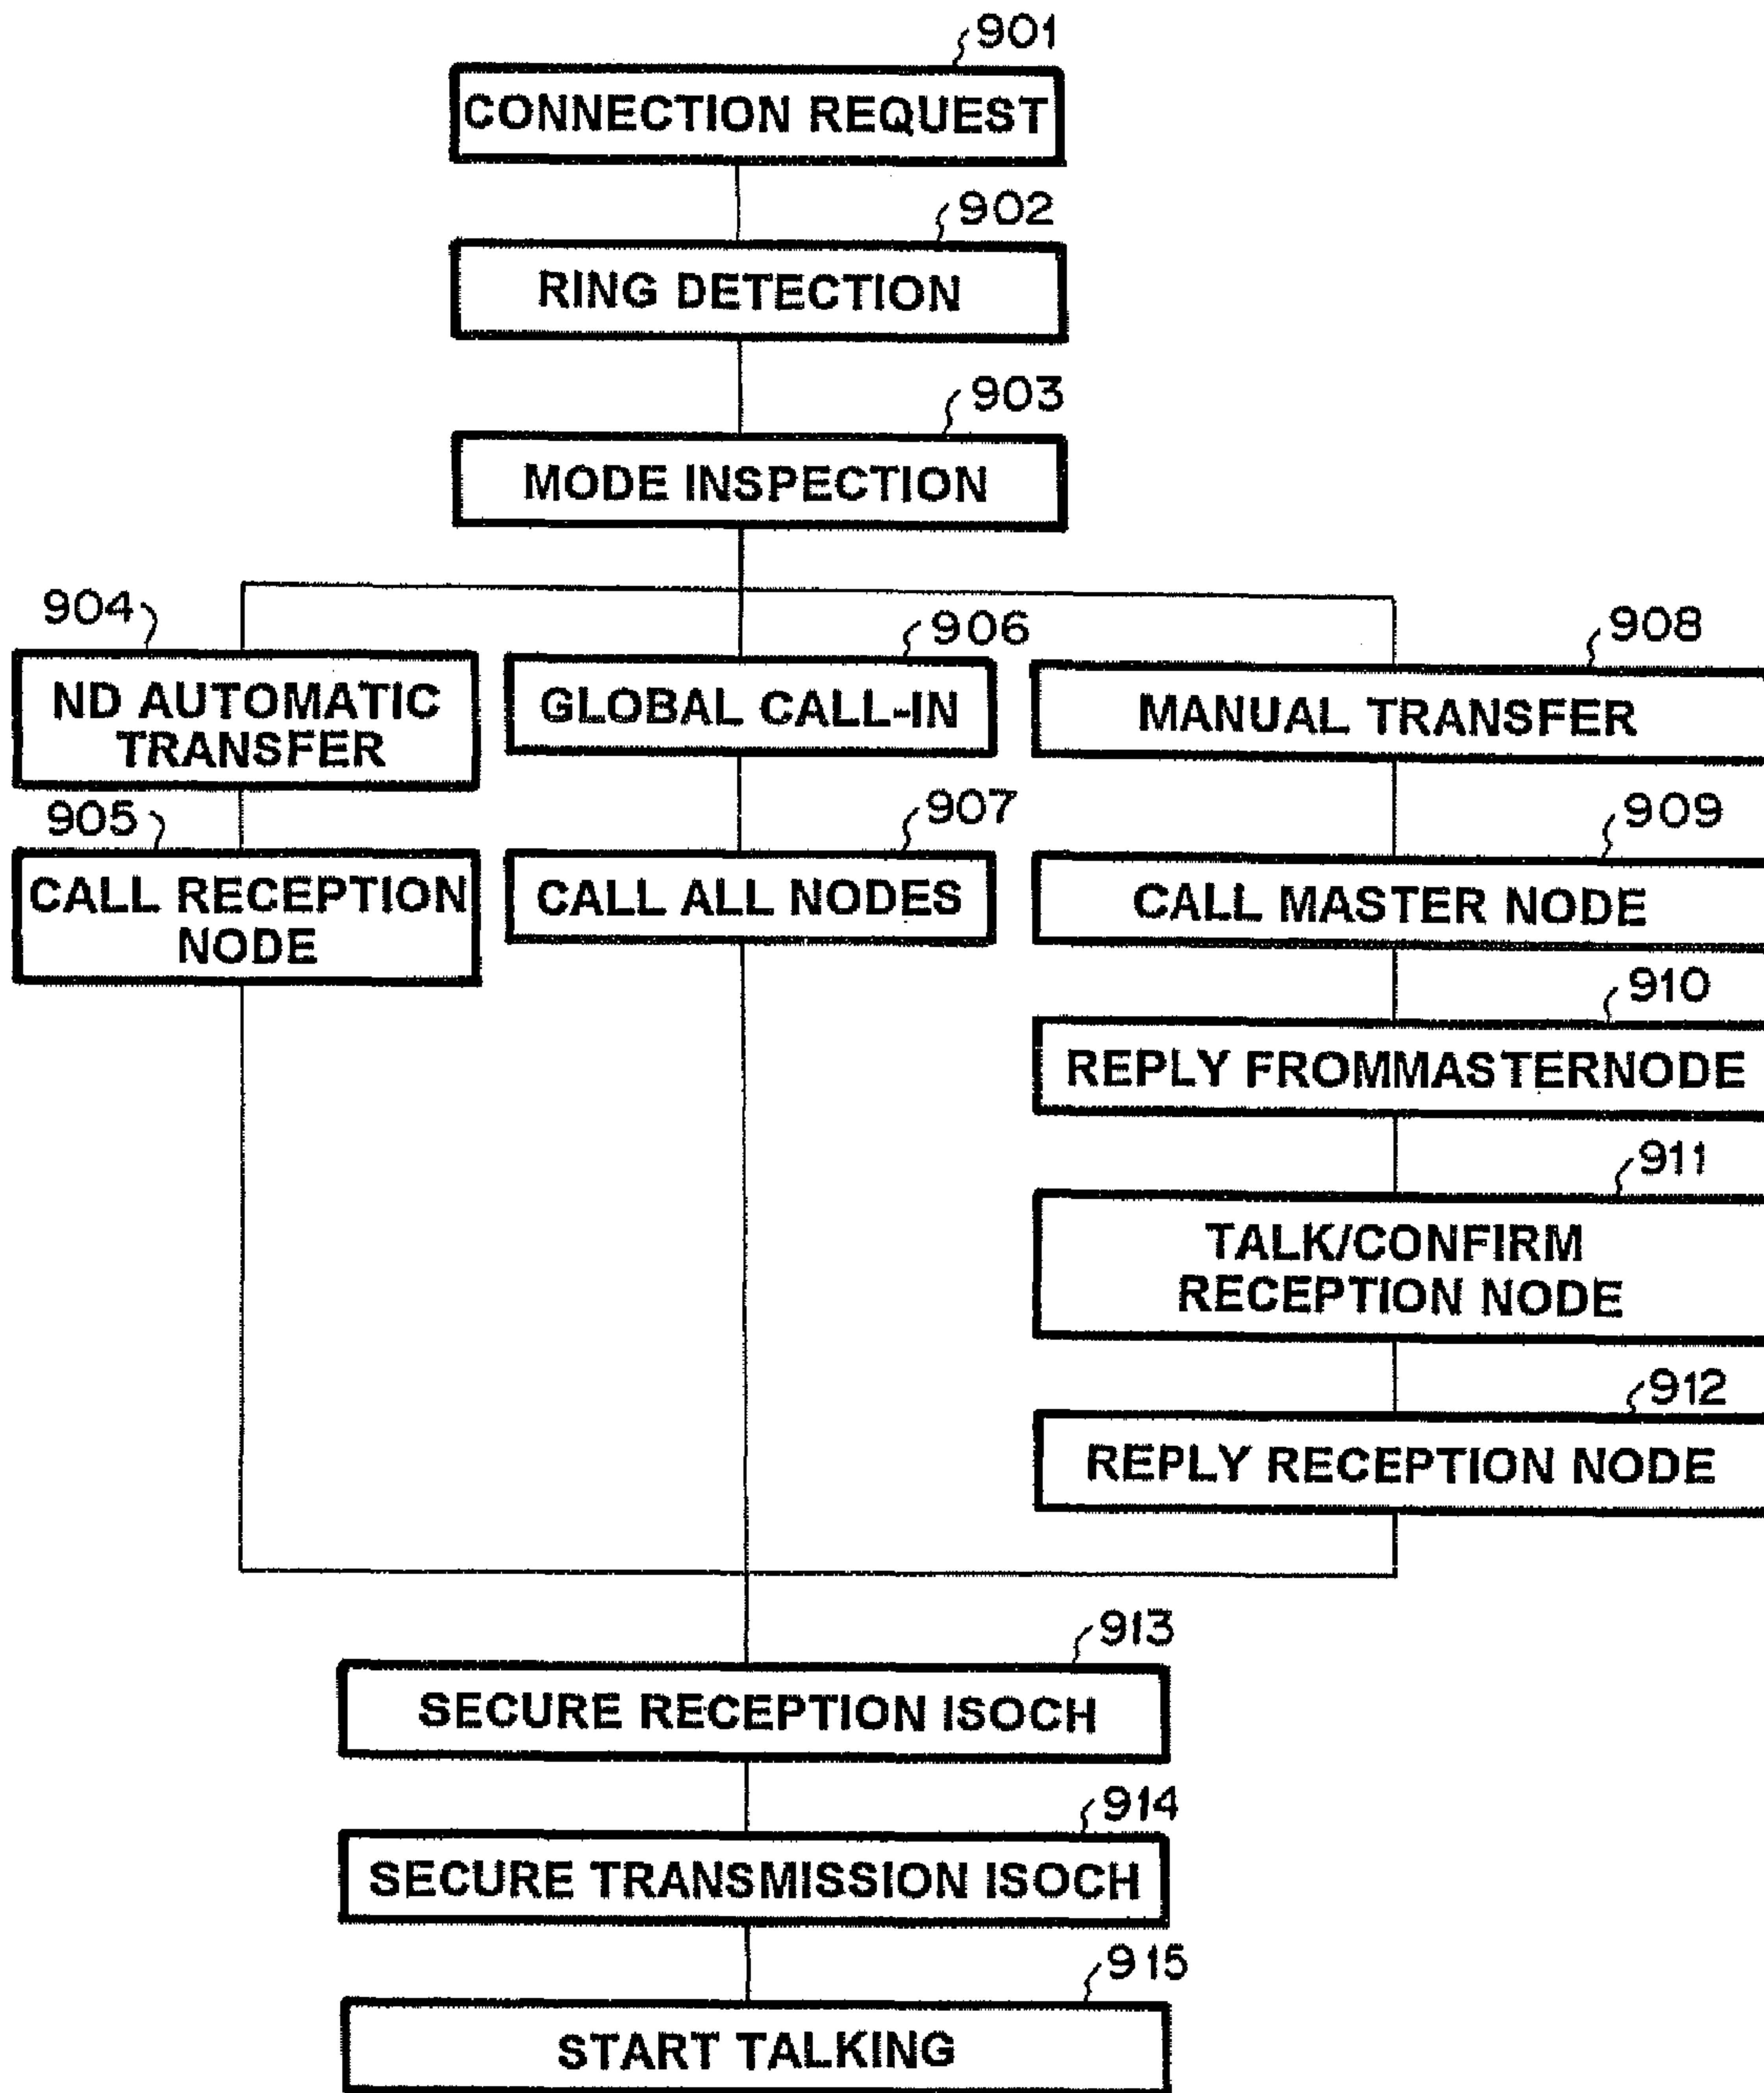 901
CONNECTION REQUEST
902
RING DETECTION
903
MODE INSPECTION
904
ND AUTOMATIC
TRANSFER
905
CALL RECEPTION
NODE
906
GLOBAL CALL-IN
907
CALL ALL NODES
908
MANUAL TRANSFER
909
CALL MASTER NODE
910
REPLY FROMMASTERNODE
911
TALK/CONFIRM
RECEPTION NODE
912
REPLY RECEPTION NODE
913
SECURE RECEPTION ISOCH
914
SECURE TRANSMISSION ISOCH
915
START TALKING